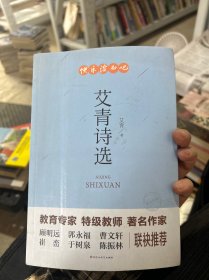 快乐读书吧
艾青诗选
艾青 著
AIQING
SHIXUAN
教育专家 特级教师 著名作家
顾明远 郭永福 曹文轩
崔峦 于树泉 陈振林
联袂推荐